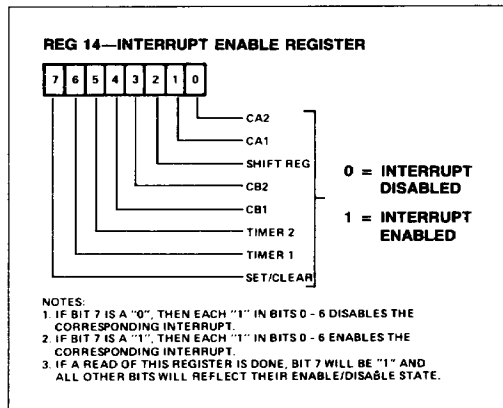 REG 14—INTERRUPT ENABLE REGISTER
7 6 5 4 3 2 1 0
CA2
CA1
SHIFT REG
CB2
CB1
TIMER 2
TIMER 1
SET/CLEAR
0 = INTERRUPT
DISABLED
1 = INTERRUPT
ENABLED
NOTES:
1. IF BIT 7 IS A "0", THEN EACH "1" IN BITS 0 - 6 DISABLES THE
CORRESPONDING INTERRUPT.
2. IF BIT 7 IS A "1", THEN EACH "1" IN BITS 0 - 6 ENABLES THE
CORRESPONDING INTERRUPT.
3. IF A READ OF THIS REGISTER IS DONE, BIT 7 WILL BE "1" AND
ALL OTHER BITS WILL REFLECT THEIR ENABLE/DISABLE STATE.